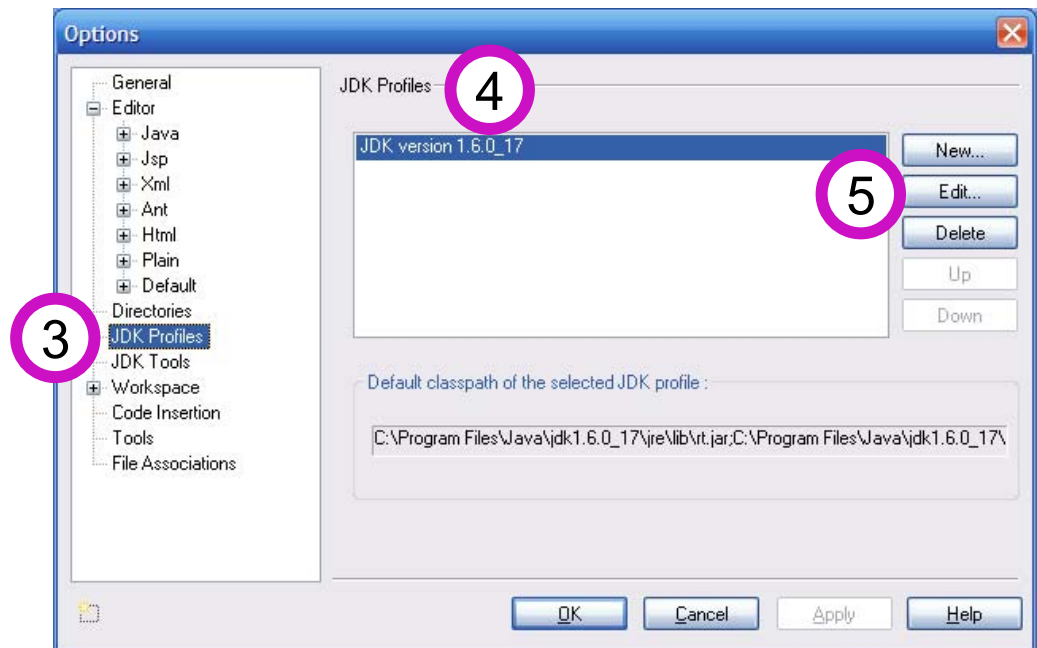 Options
General
Editor
Java
Jsp
Xml
Ant
Html
Plain
Default
Directories
3
JDK Profiles
JDK Tools
Workspace
Code Insertion
Tools
File Associations
JDK Profiles
4
JDK version 1.6.0_17
New...
5
Edit...
Delete
Up
Down
Default classpath of the selected JDK profile :
C:\Program Files\Java\jdk1.6.0_17\jre\lib\rt.jar;C:\Program Files\Java\jdk1.6.0_17\
OK
Cancel
Apply
Help